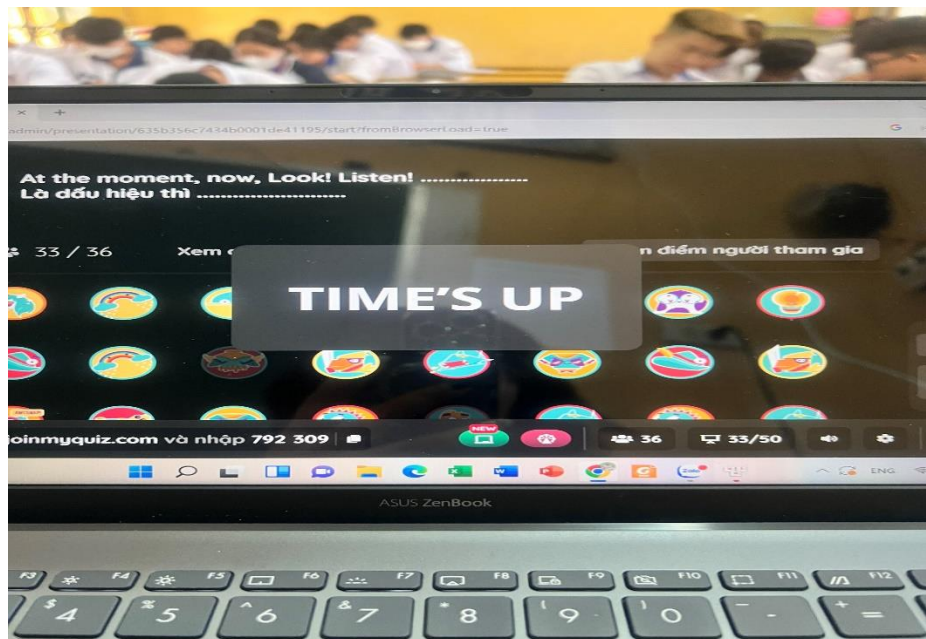 × +
admin/presentation/635b356c7434b0001de41195/start?fromBrowserLoad=true
At the moment, now, Look! Listen! ..................
Là dấu hiệu thì .........................
33 / 36 Xem điểm người tham gia
TIME'S UP
joinmyquiz.com và nhập 792 309 NEW 36 33/50
ENG
ASUS ZenBook
F3 F4 F5 F6 F7 F8 F9 F10 F11 F12
$ % ^ & * ( ) _ +
4 5 6 7 8 9 0 - =